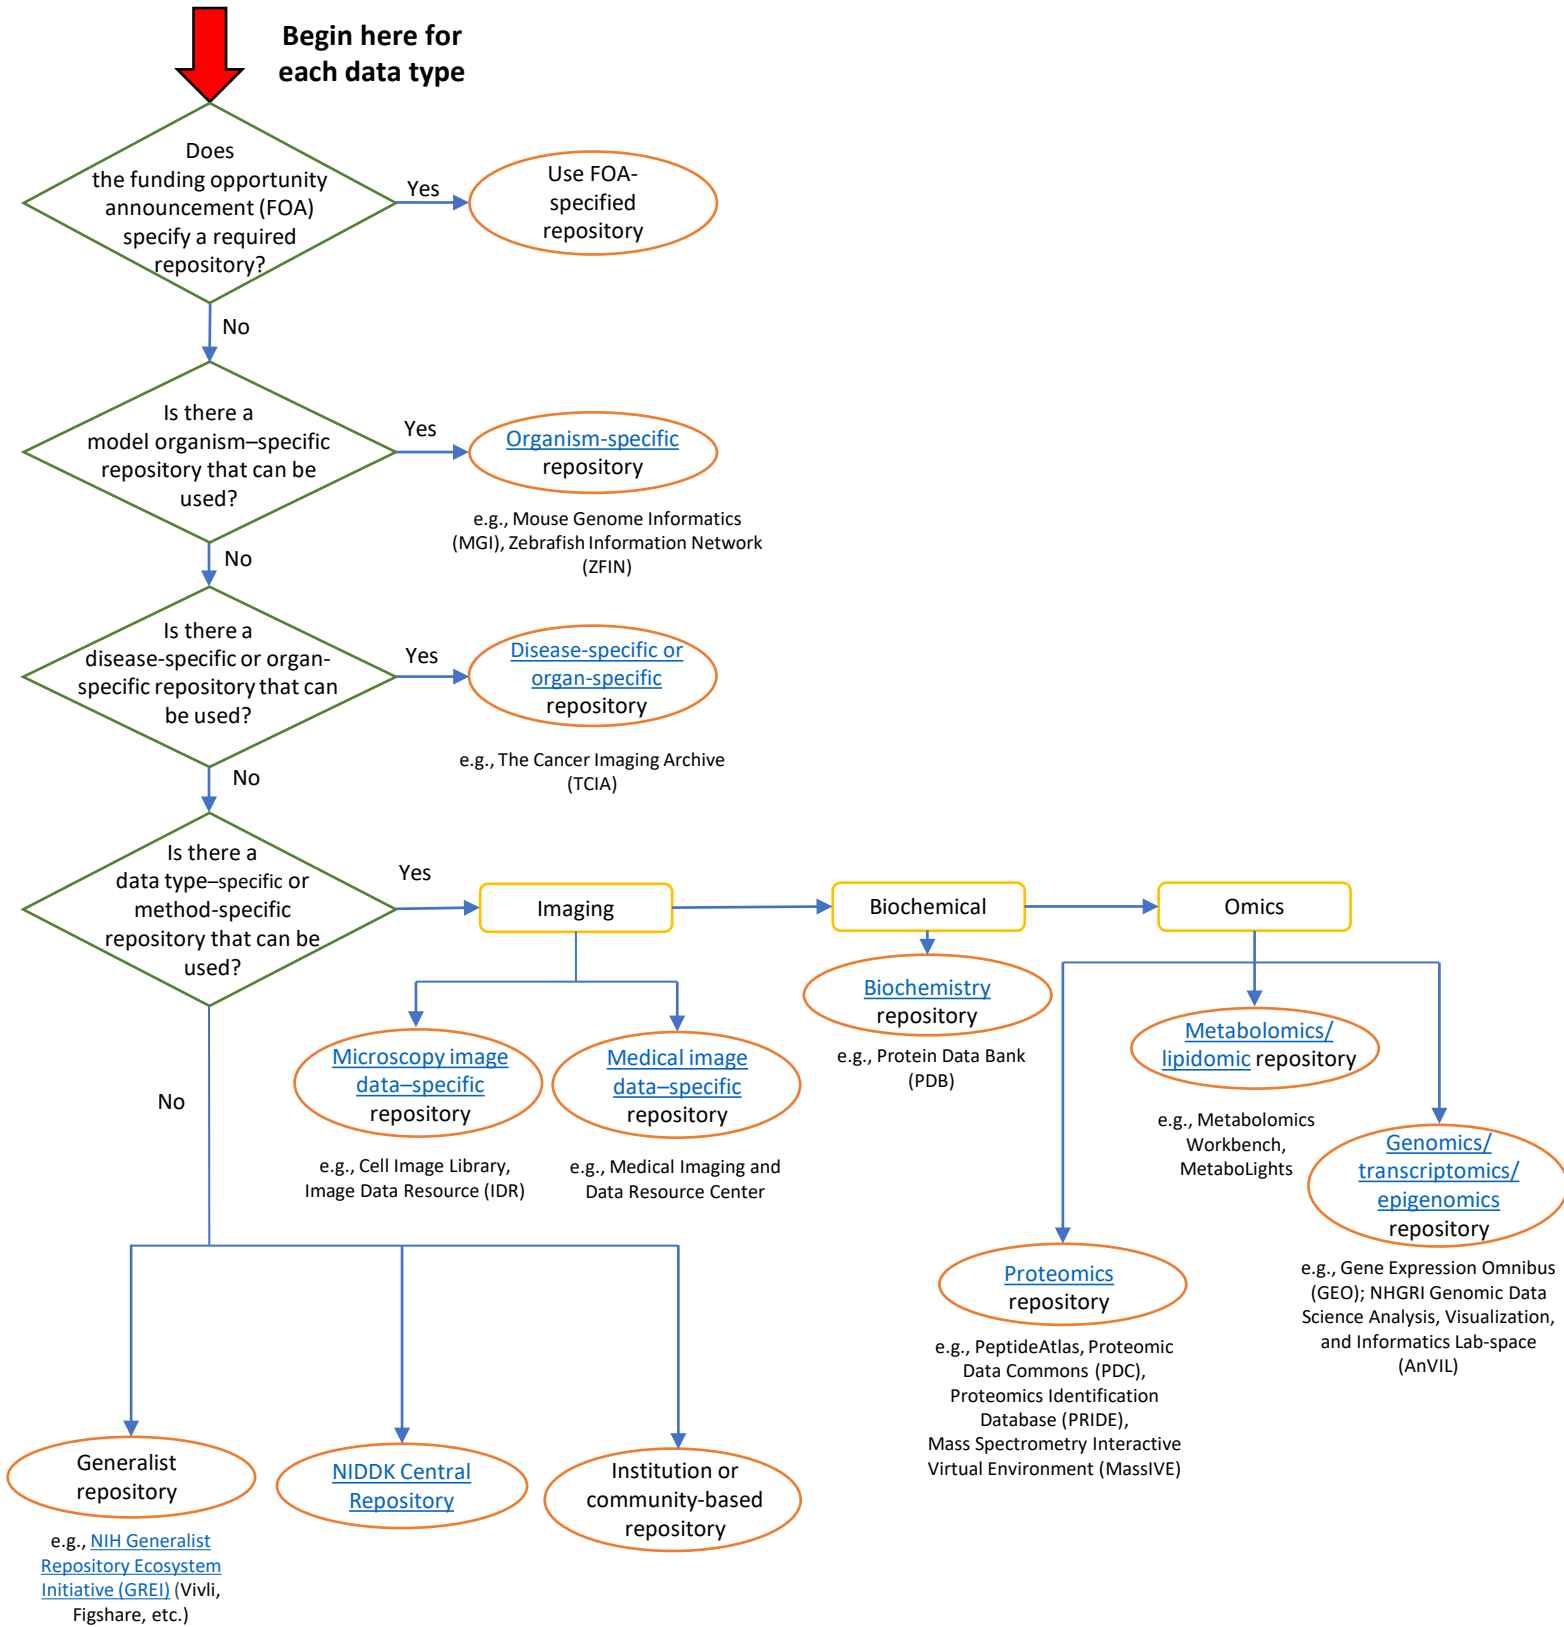 Begin here for
each data type
Does
the funding opportunity
announcement (FOA)
specify a required
repository?
Yes
Use FOA-
specified
repository
No
Is there a
model organism–specific
repository that can be
used?
Yes
Organism-specific
repository
e.g., Mouse Genome Informatics
(MGI), Zebrafish Information Network
(ZFIN)
No
Is there a
disease-specific or organ-
specific repository that can
be used?
Yes
Disease-specific or
organ-specific
repository
e.g., The Cancer Imaging Archive
(TCIA)
No
Is there a
data type–specific or
method-specific
repository that can be
used?
Yes
Imaging
Biochemical
Omics
Microscopy image
data–specific
repository
e.g., Cell Image Library,
Image Data Resource (IDR)
Medical image
data–specific
repository
e.g., Medical Imaging and
Data Resource Center
Biochemistry
repository
e.g., Protein Data Bank
(PDB)
Metabolomics/
lipidomic repository
e.g., Metabolomics
Workbench,
MetaboLights
Genomics/
transcriptomics/
epigenomics
repository
e.g., Gene Expression Omnibus
(GEO); NHGRI Genomic Data
Science Analysis, Visualization,
and Informatics Lab-space
(AnVIL)
Proteomics
repository
e.g., PeptideAtlas, Proteomic
Data Commons (PDC),
Proteomics Identification
Database (PRIDE),
Mass Spectrometry Interactive
Virtual Environment (MassIVE)
No
Generalist
repository
e.g., NIH Generalist
Repository Ecosystem
Initiative (GREI) (Vivli,
Figshare, etc.)
NIDDK Central
Repository
Institution or
community-based
repository